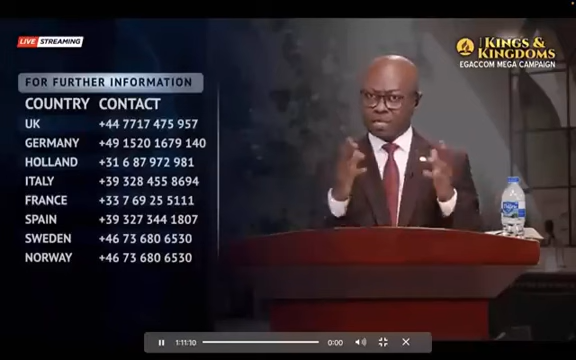 LIVE STREAMING
KINGS &
KINGDOMS
EGACCOM MEGA CAMPAIGN
FOR FURTHER INFORMATION
COUNTRY CONTACT
UK +44 7717 475 957
GERMANY +49 1520 1679 140
HOLLAND +31 6 87 972 981
ITALY +39 328 455 8694
FRANCE +33 7 69 25 5111
SPAIN +39 327 344 1807
SWEDEN +46 73 680 6530
NORWAY +46 73 680 6530
1:11:10 0:00